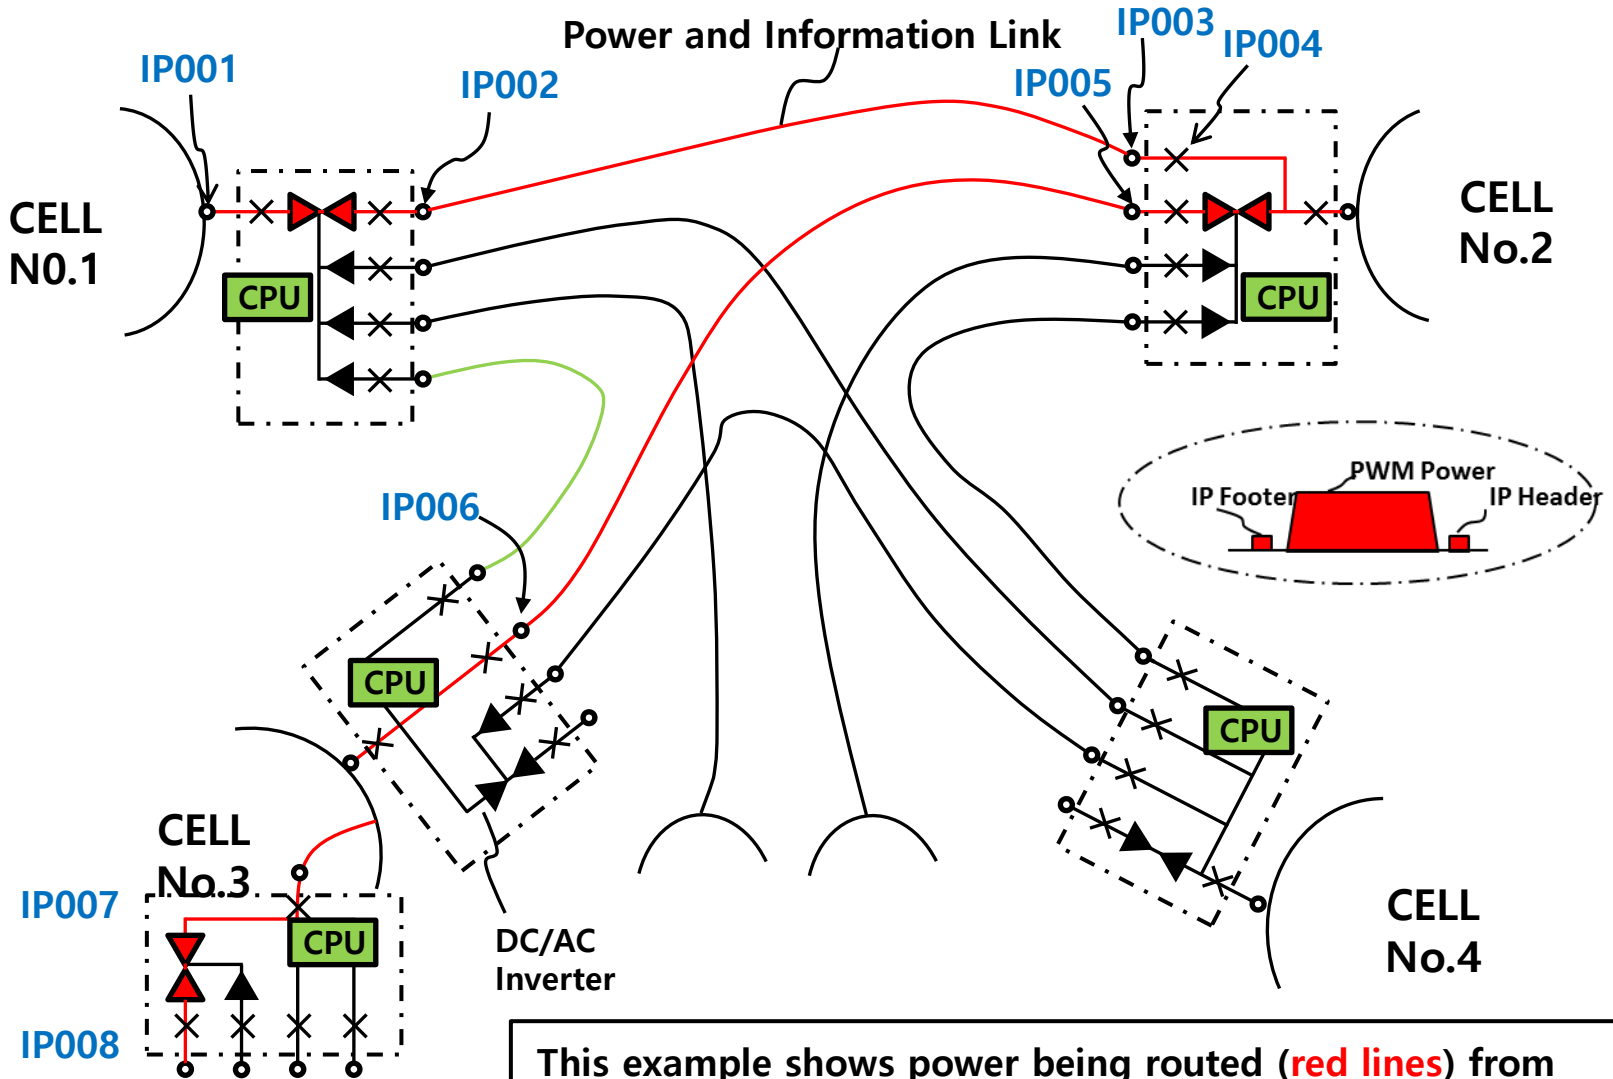 Power and Information Link
IP001
IP002
IP003
IP004
IP005
CELL
N0.1
CPU
CELL
No.2
CPU
PWM Power
IP Footer
IP Header
IP006
CPU
CPU
CELL
No.3
IP007
CPU
IP008
DC/AC
Inverter
CELL
No.4
This example shows power being routed (red lines) from